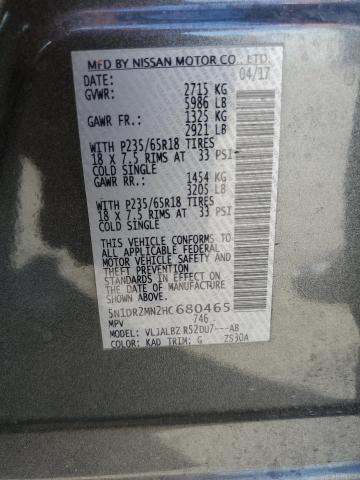 MFD BY NISSAN MOTOR CO., LTD.
DATE: 04/17
GVWR: 2715 KG
5986 LB
GAWR FR.: 1325 KG
2921 LB
WITH P235/65R18 TIRES
18 X 7.5 RIMS AT 33 PSI
COLD SINGLE
GAWR RR.: 1454 KG
3205 LB
WITH P235/65R18 TIRES
18 X 7.5 RIMS AT 33 PSI
COLD SINGLE
THIS VEHICLE CONFORMS TO
ALL APPLICABLE FEDERAL
MOTOR VEHICLE SAFETY AND
AND THEFT PREVENTION
STANDARDS IN EFFECT ON
THE DATE OF MANUFACTURE
SHOWN ABOVE.
5N1DR2MN2HC680465
MPV 746
MODEL: VLJALBZ R52DU7---AB
COLOR: KAD TRIM: G ZS30A